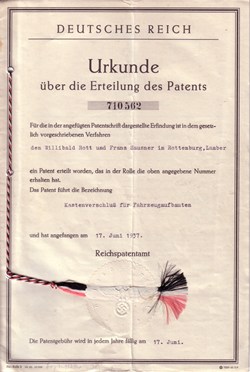 DEUTSCHES REICH
Urkunde
über die Erteilung des Patents
710562
Für die in der angefügten Patentschrift dargestellte Erfindung ist in dem gesetz-
lich vorgeschriebenen Verfahren
den Willibald Rott und Franz in Rottenburg, Laaber
ein Patent erteilt worden, das in der Rolle die oben angegebene Nummer
erhalten hat.
Das Patent führt die Bezeichnung
Kastenverschluß für Fahrzeugaufbauten
und hat angefangen am 17. Juni 1937.
Reichspatentamt
Die Patentgebühr wird in jedem Jahre fällig am 17. Juni.